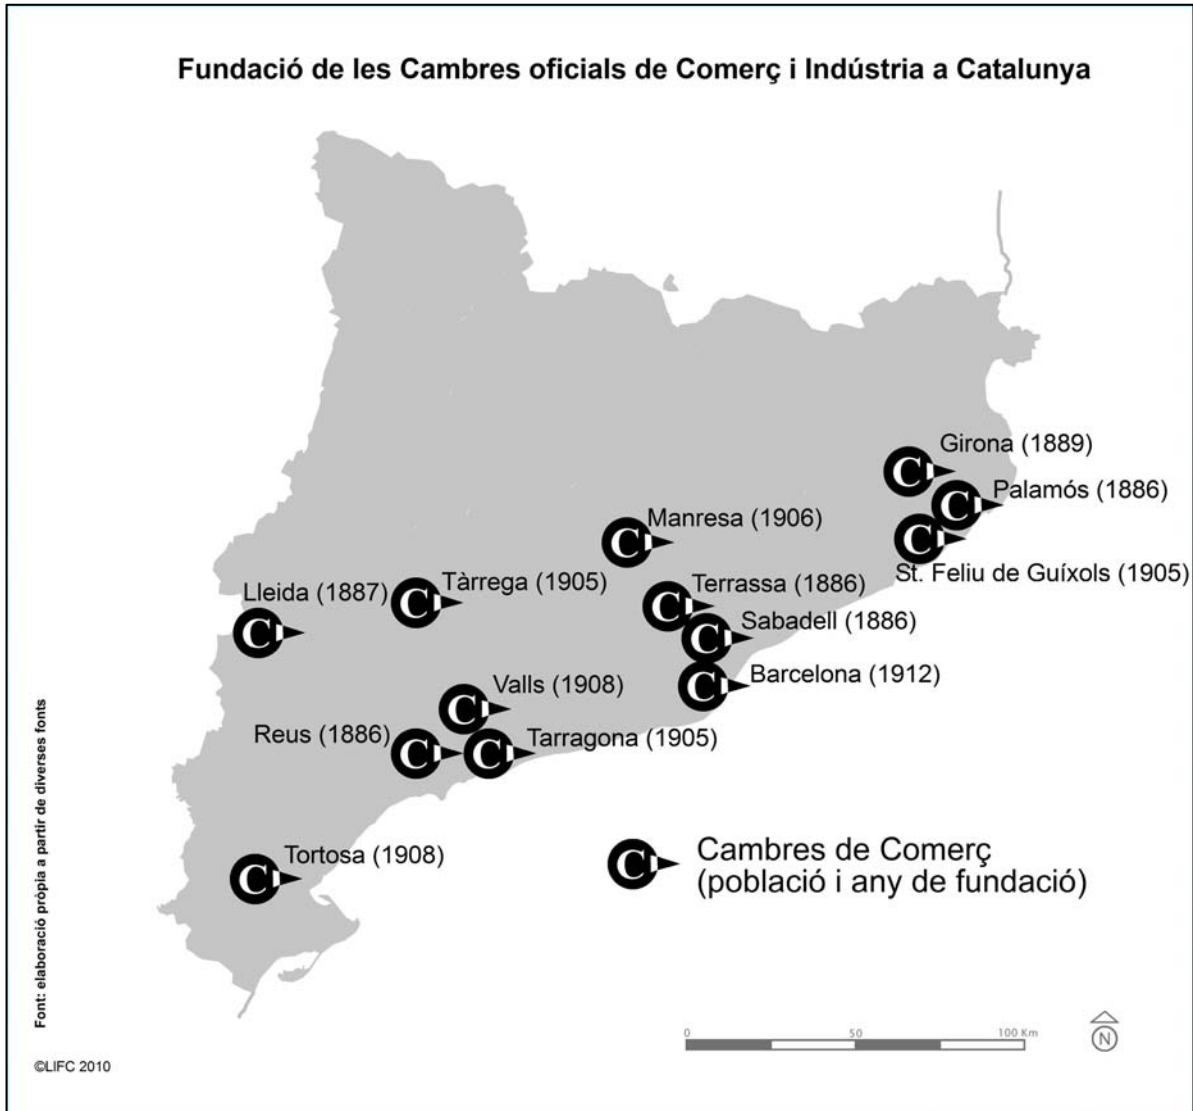 Fundació de les Cambres oficials de Comerç i Indústria a Catalunya
Girona (1889)
Palamós (1886)
Manresa (1906)
St. Feliu de Guíxols (1905)
Tàrrega (1905)
Terrassa (1886)
Lleida (1887)
Sabadell (1886)
Barcelona (1912)
Valls (1908)
Reus (1886)
Tarragona (1905)
Tortosa (1908)
C Cambres de Comerç
(població i any de fundació)
Font: elaboració pròpia a partir de diverses fonts
0 50 100 Km
N
©LIFC 2010